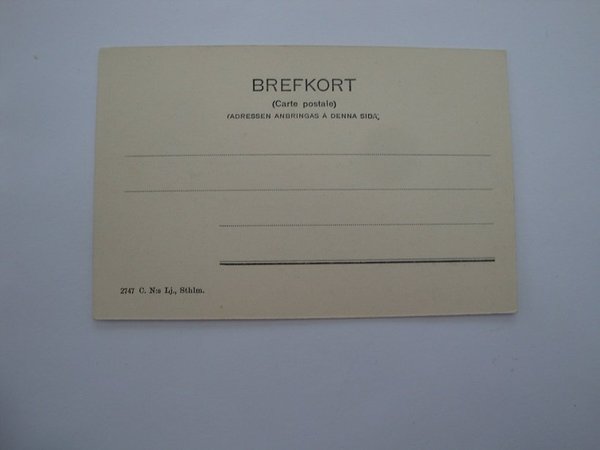 BREFKORT
(Carte postale)
(ADRESSEN ANBRINGAS Å DENNA SIDA)
2747 C. N:s Lj., Sthlm.